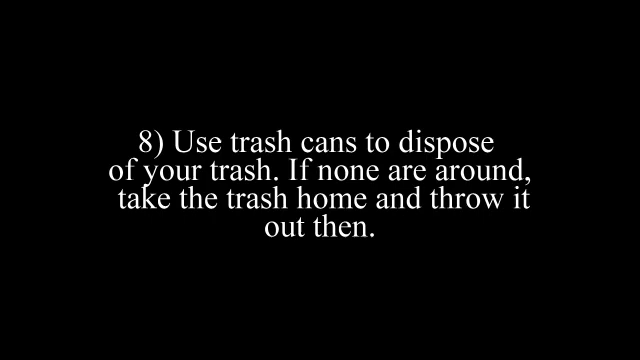 8) Use trash cans to dispose
of your trash. If none are around,
take the trash home and throw it
out then.